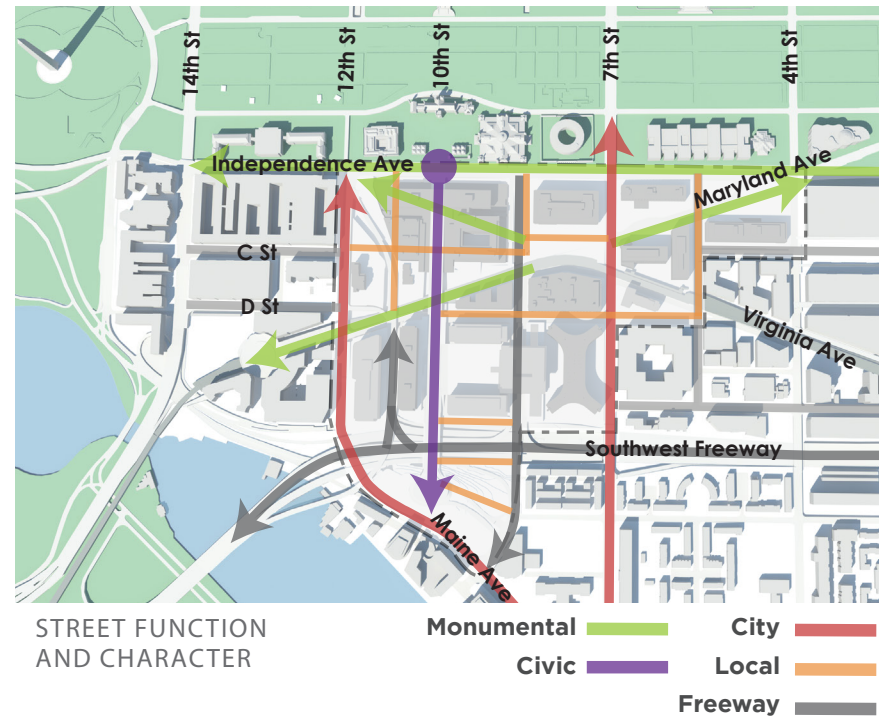 14th St
12th St
10th St
7th St
4th St
Independence Ave
Maryland Ave
C St
D St
Virginia Ave
Southwest Freeway
Maine Ave
STREET FUNCTION
AND CHARACTER
Monumental
City
Civic
Local
Freeway